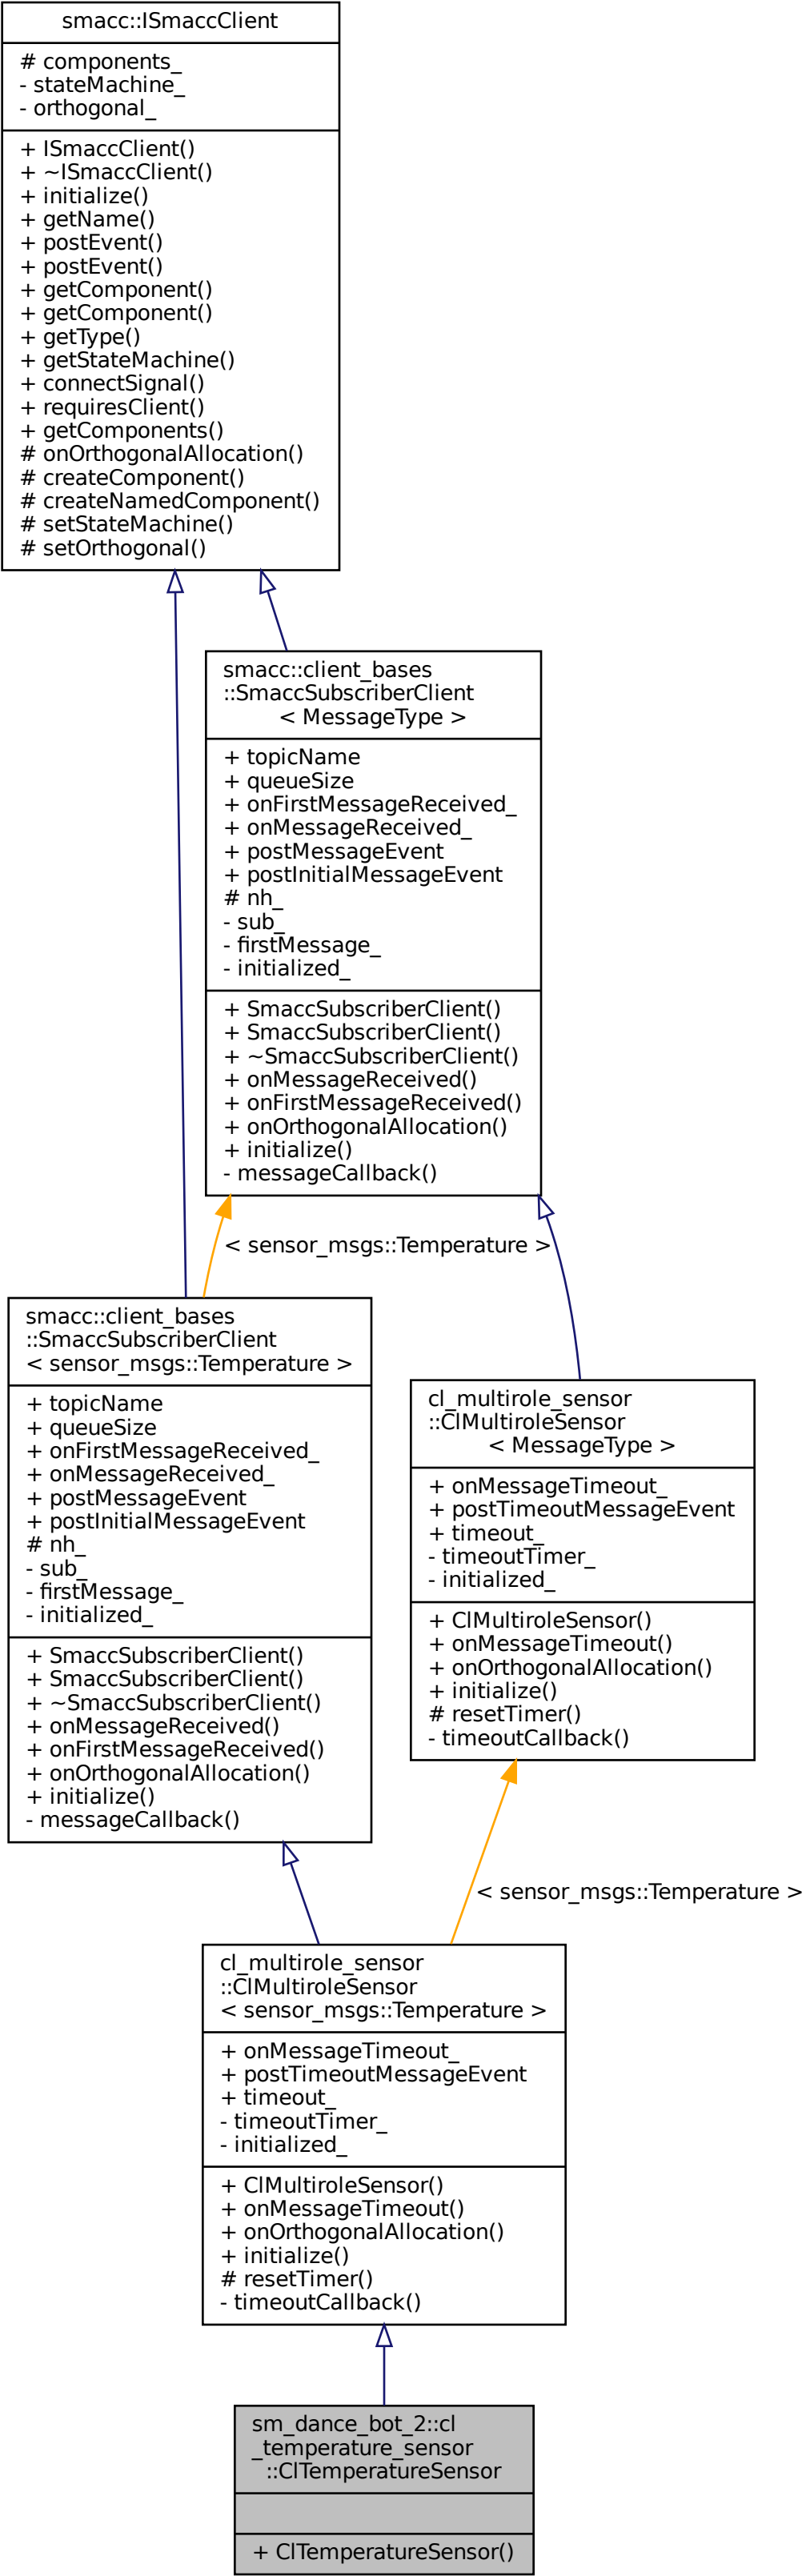 smacc::ISmaccClient
# components_
- stateMachine_
- orthogonal_
+ ISmaccClient()
+ ~ISmaccClient()
+ initialize()
+ getName()
+ postEvent()
+ postEvent()
+ getComponent()
+ getComponent()
+ getType()
+ getStateMachine()
+ connectSignal()
+ requiresClient()
+ getComponents()
# onOrthogonalAllocation()
# createComponent()
# createNamedComponent()
# setStateMachine()
# setOrthogonal()
smacc::client_bases
::SmaccSubscriberClient
< MessageType >
+ topicName
+ queueSize
+ onFirstMessageReceived_
+ onMessageReceived_
+ postMessageEvent
+ postInitialMessageEvent
# nh_
- sub_
- firstMessage_
- initialized_
+ SmaccSubscriberClient()
+ SmaccSubscriberClient()
+ ~SmaccSubscriberClient()
+ onMessageReceived()
+ onFirstMessageReceived()
+ onOrthogonalAllocation()
+ initialize()
- messageCallback()
< sensor_msgs::Temperature >
smacc::client_bases
::SmaccSubscriberClient
< sensor_msgs::Temperature >
+ topicName
+ queueSize
+ onFirstMessageReceived_
+ onMessageReceived_
+ postMessageEvent
+ postInitialMessageEvent
# nh_
- sub_
- firstMessage_
- initialized_
+ SmaccSubscriberClient()
+ SmaccSubscriberClient()
+ ~SmaccSubscriberClient()
+ onMessageReceived()
+ onFirstMessageReceived()
+ onOrthogonalAllocation()
+ initialize()
- messageCallback()
cl_multirole_sensor
::ClMultiroleSensor
< MessageType >
+ onMessageTimeout_
+ postTimeoutMessageEvent
+ timeout_
- timeoutTimer_
- initialized_
+ ClMultiroleSensor()
+ onMessageTimeout()
+ onOrthogonalAllocation()
+ initialize()
# resetTimer()
- timeoutCallback()
< sensor_msgs::Temperature >
cl_multirole_sensor
::ClMultiroleSensor
< sensor_msgs::Temperature >
+ onMessageTimeout_
+ postTimeoutMessageEvent
+ timeout_
- timeoutTimer_
- initialized_
+ ClMultiroleSensor()
+ onMessageTimeout()
+ onOrthogonalAllocation()
+ initialize()
# resetTimer()
- timeoutCallback()
sm_dance_bot_2::cl
_temperature_sensor
::ClTemperatureSensor
+ ClTemperatureSensor()